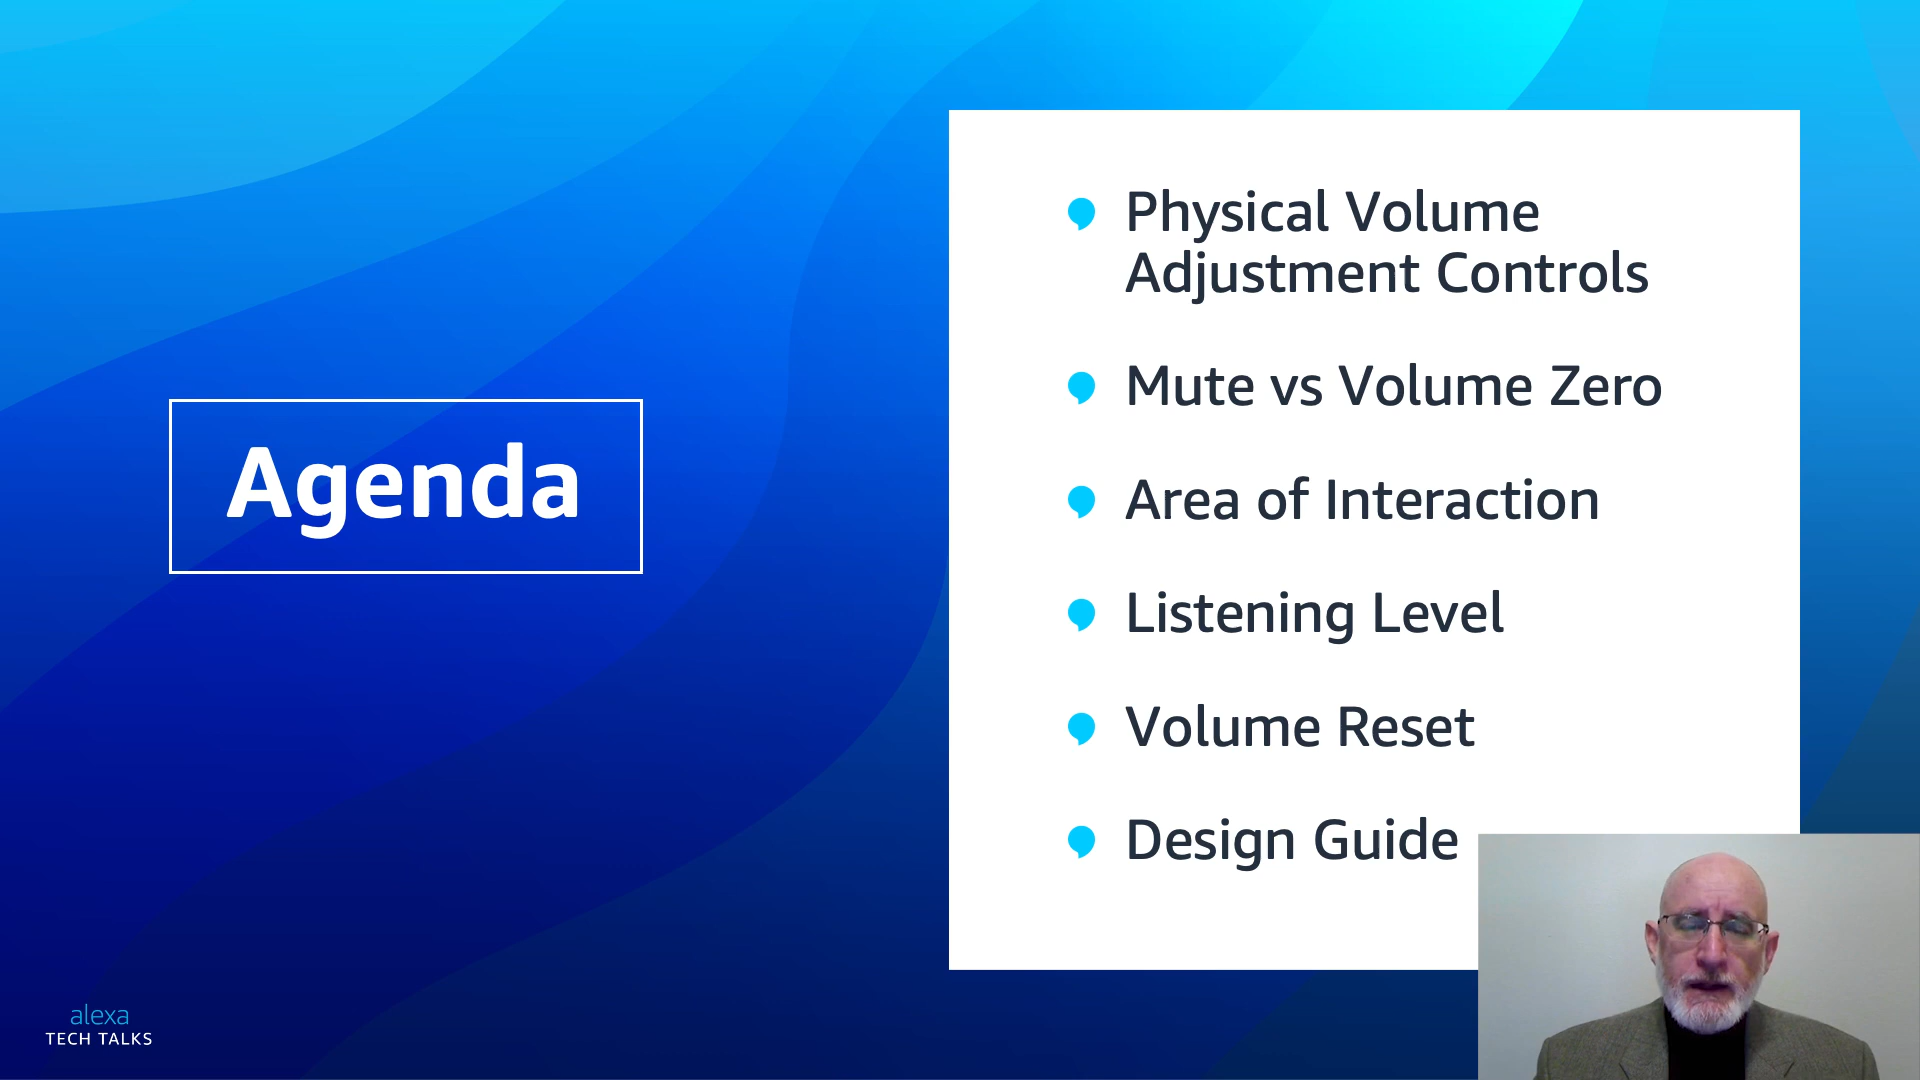 Agenda
Physical Volume
Adjustment Controls
Mute vs Volume Zero
Area of Interaction
Listening Level
Volume Reset
Design Guide
alexa
TECH TALKS